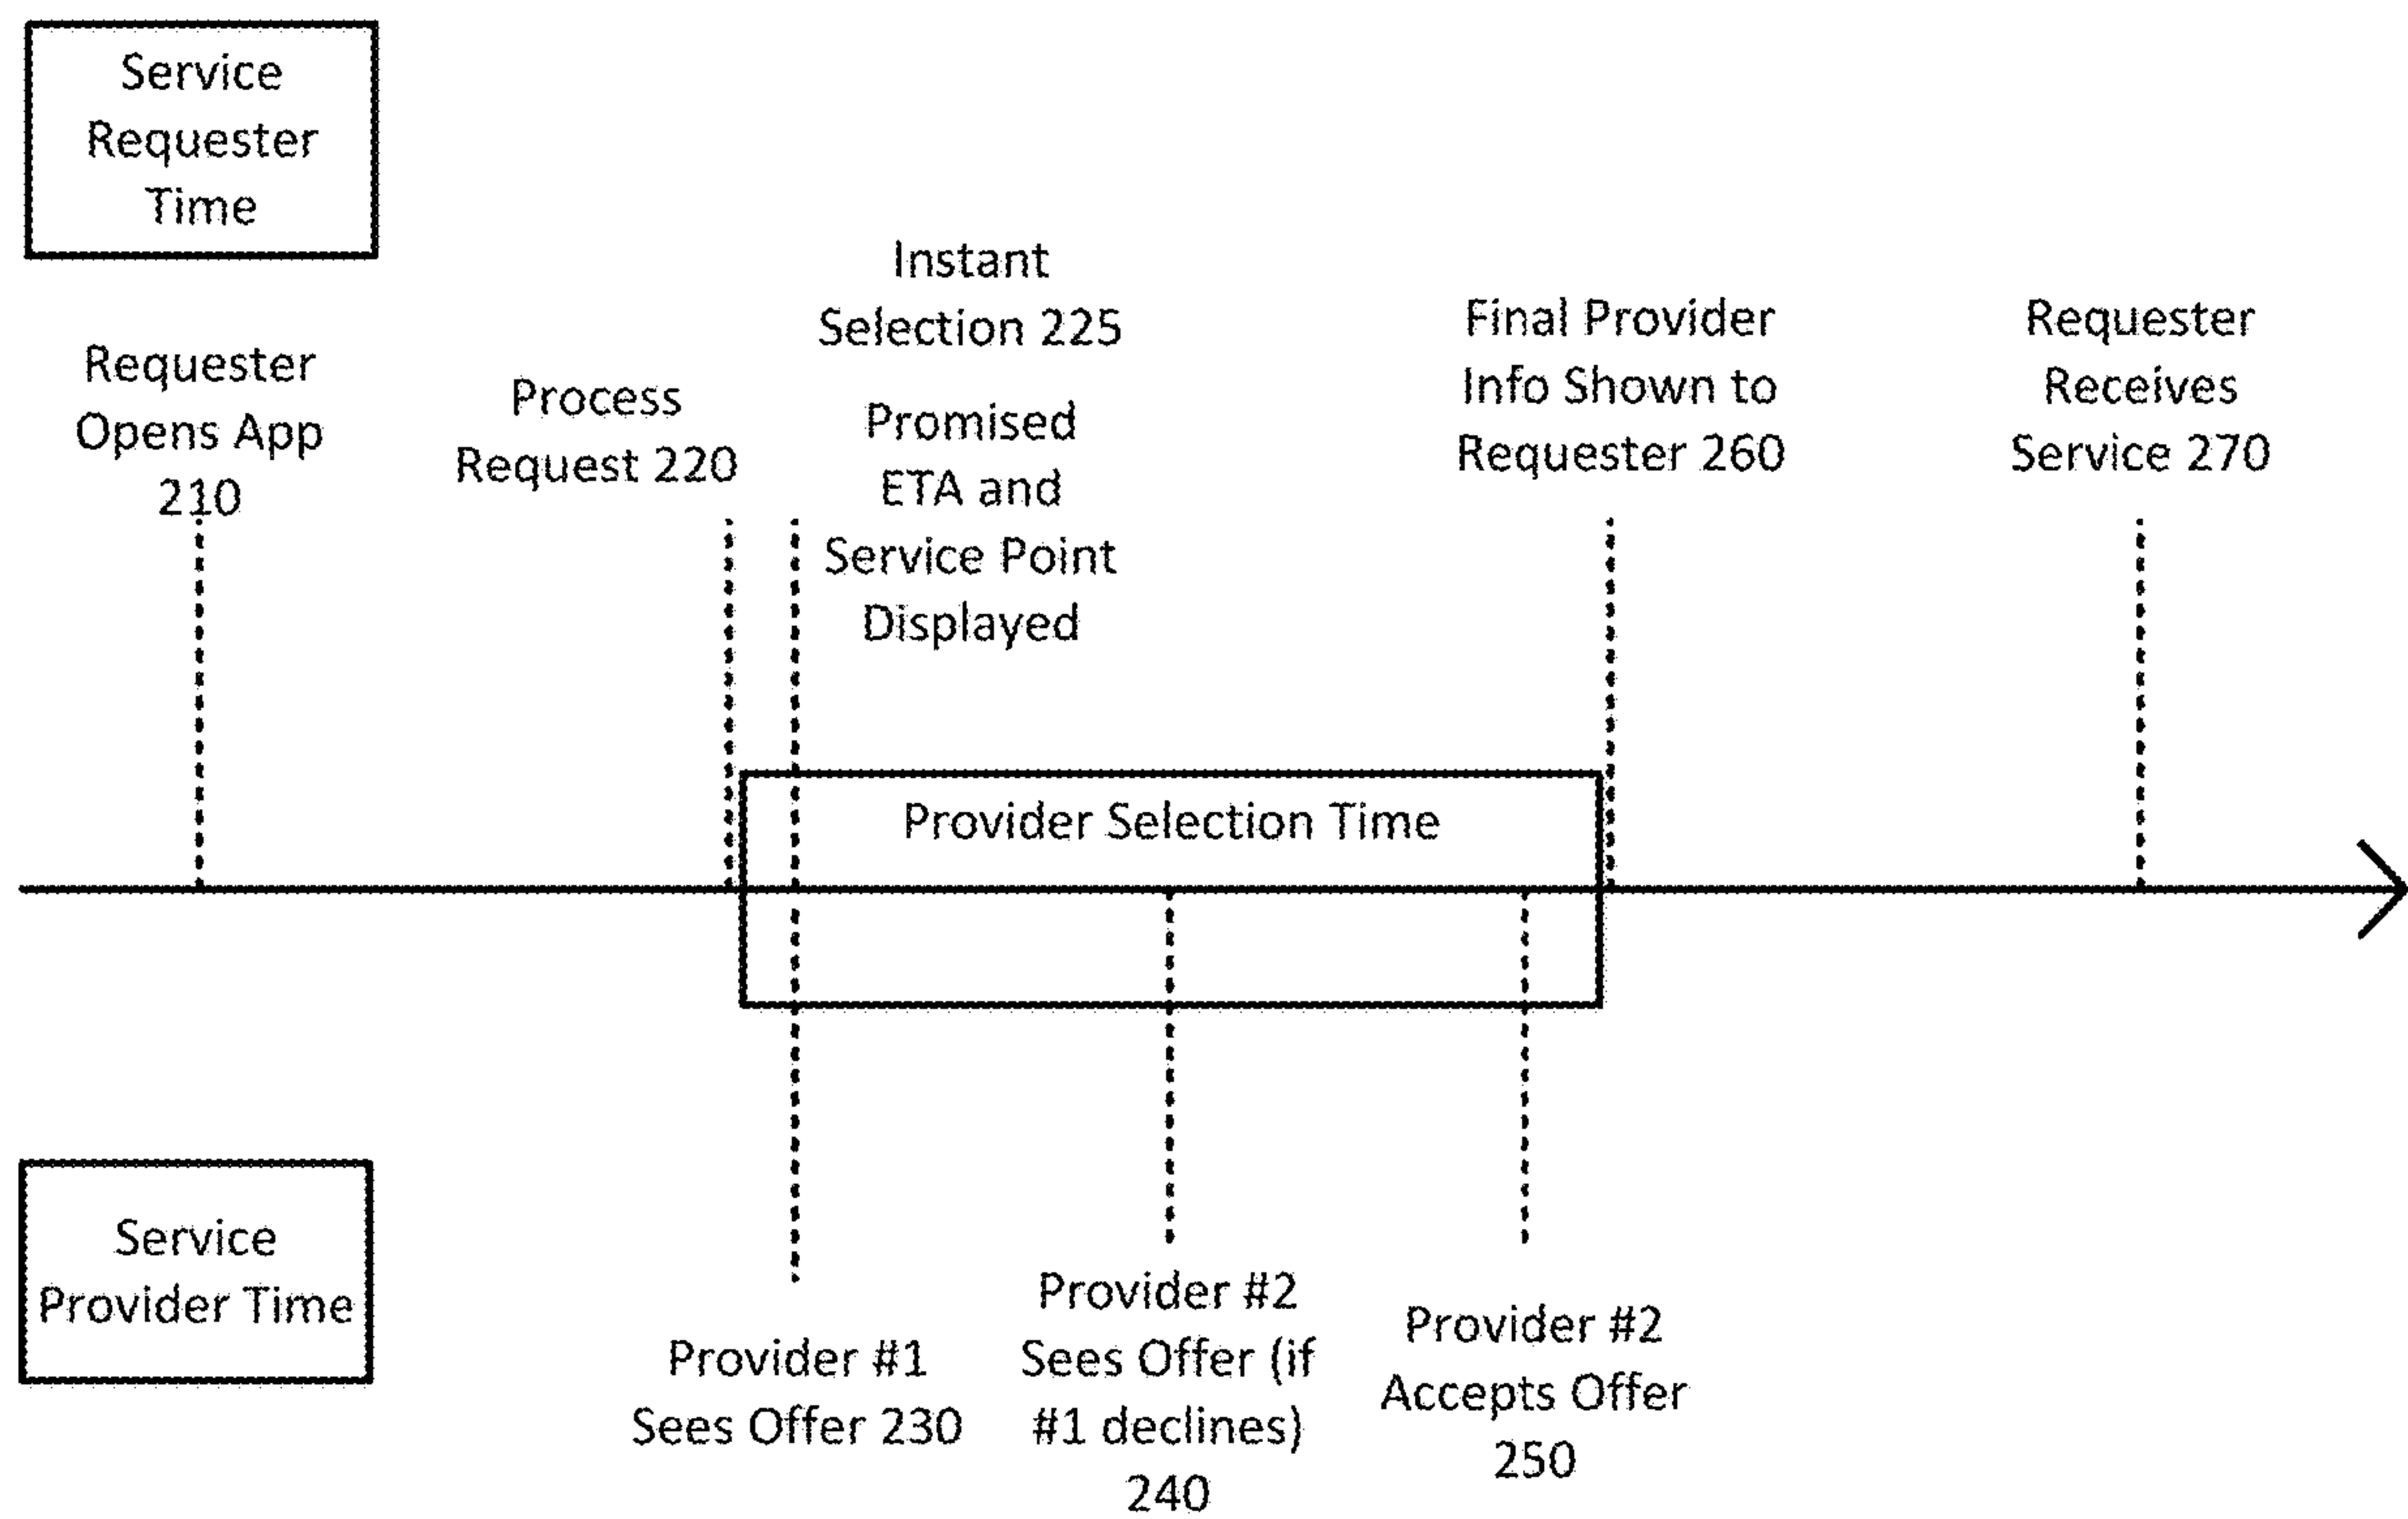 Service
Requester
Time
Requester
Opens App
210
Process
Request 220
Instant
Selection 225
Promised
ETA and
Service Point
Displayed
Final Provider
Info Shown to
Requester 260
Requester
Receives
Service 270
Provider Selection Time
Service
Provider Time
Provider #1
Sees Offer 230
Provider #2
Sees Offer (if
#1 declines)
240
Provider #2
Accepts Offer
250